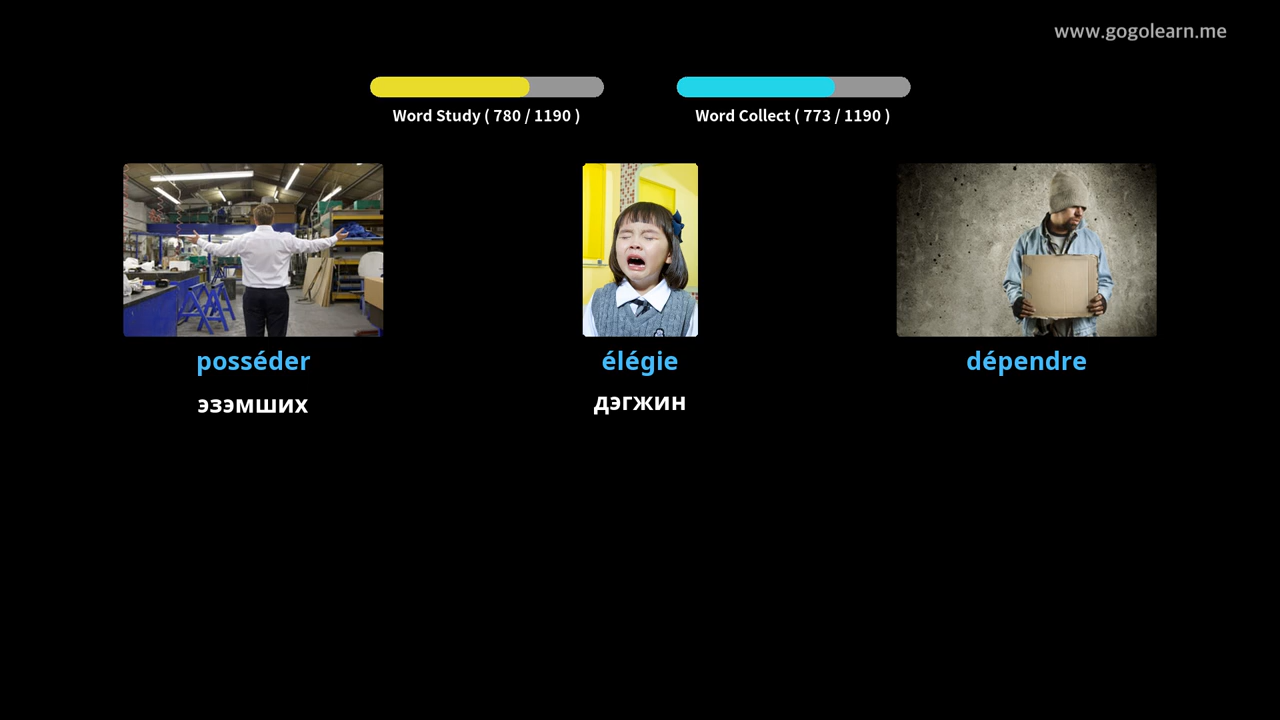 www.gogolearn.me
Word Study ( 780 / 1190 )
Word Collect ( 773 / 1190 )
posséder
élégie
dépendre
эзэмших
дэгжин